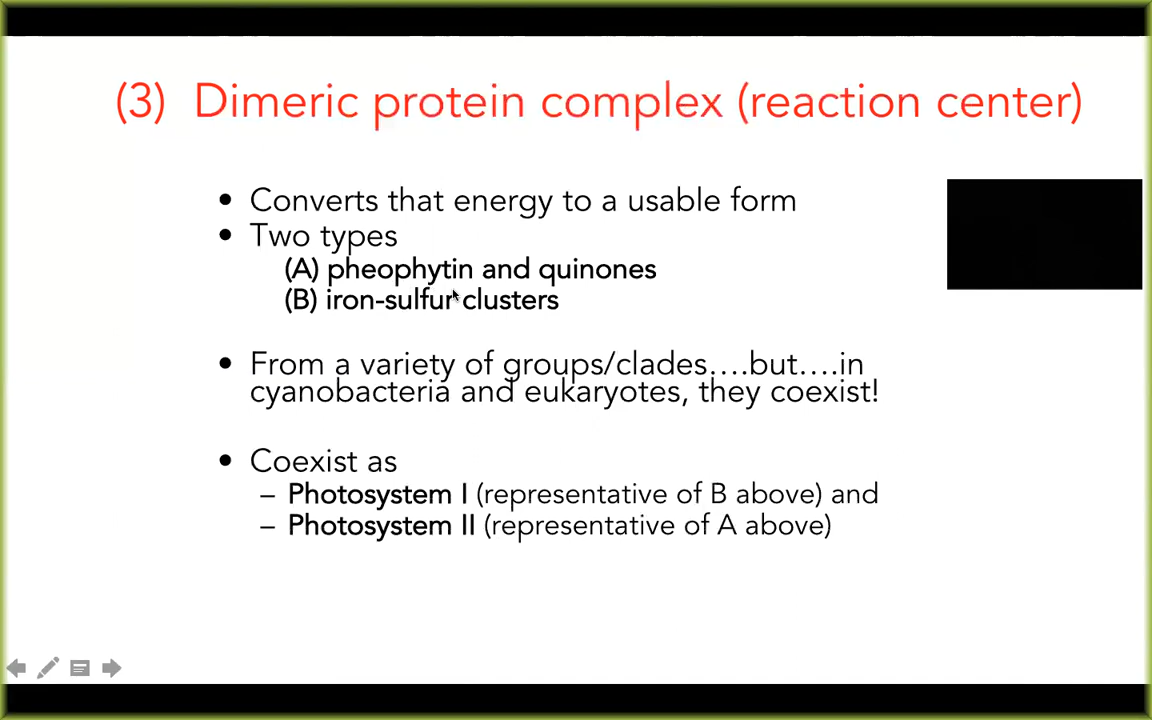 (3) Dimeric protein complex (reaction center)
• Converts that energy to a usable form
• Two types
(A) pheophytin and quinones
(B) iron-sulfur clusters
• From a variety of groups/clades....but....in
cyanobacteria and eukaryotes, they coexist!
• Coexist as
– Photosystem I (representative of B above) and
– Photosystem II (representative of A above)